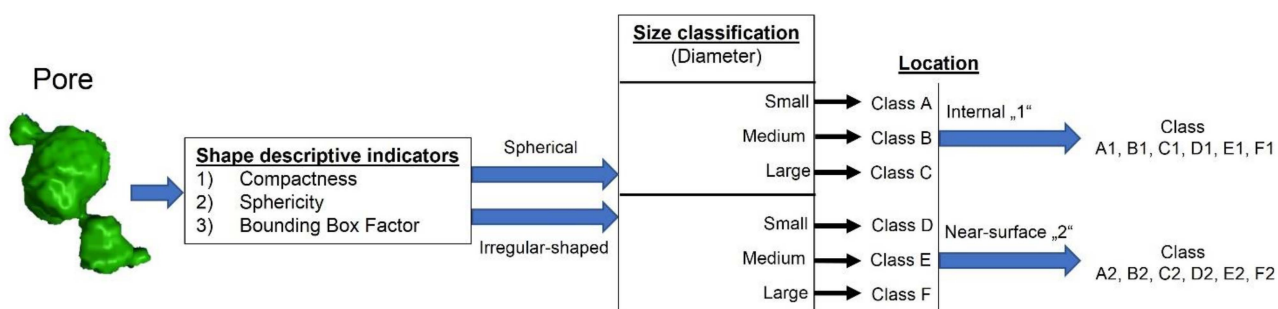 Pore
Shape descriptive indicators
1) Compactness
2) Sphericity
3) Bounding Box Factor
Spherical
Irregular-shaped
Size classification
(Diameter)
Small
Medium
Large
Small
Medium
Large
Location
Class A
Class B
Class C
Class D
Class E
Class F
Internal „1“
Near-surface „2“
Class
A1, B1, C1, D1, E1, F1
Class
A2, B2, C2, D2, E2, F2